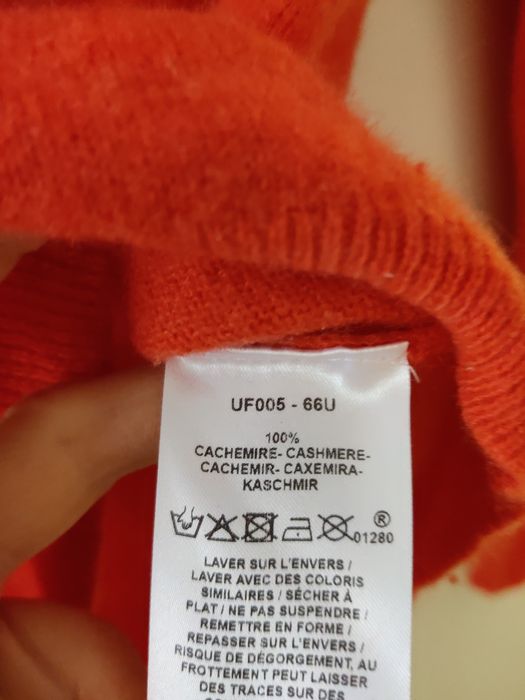 UF005 - 66U
100%
CACHEMIRE- CASHMERE-
CACHEMIR- CAXEMIRA-
KASCHMIR
®
01280
LAVER SUR L'ENVERS /
LAVER AVEC DES COLORIS
SIMILAIRES / SÉCHER À
PLAT / NE PAS SUSPENDRE /
REMETTRE EN FORME /
REPASSER SUR L'ENVERS /
RISQUE DE DÉGORGEMENT, AU
FROTTEMENT PEUT LAISSER
DES TRACES SUR DES